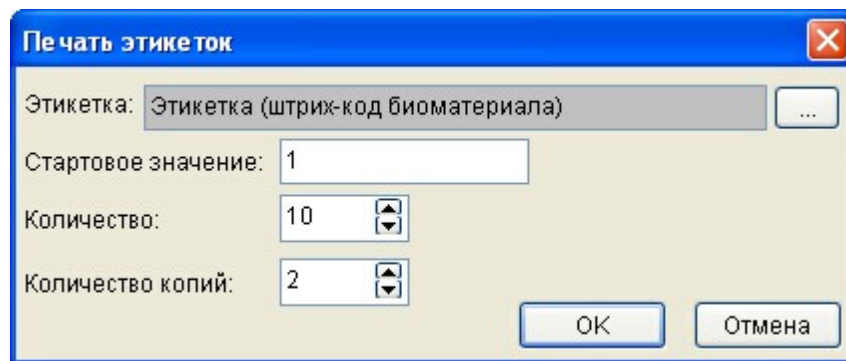 Печать этикеток
Этикетка: Этикетка (штрих-код биоматериала) ...
Стартовое значение: 1
Количество: 10
Количество копий: 2
OK Отмена